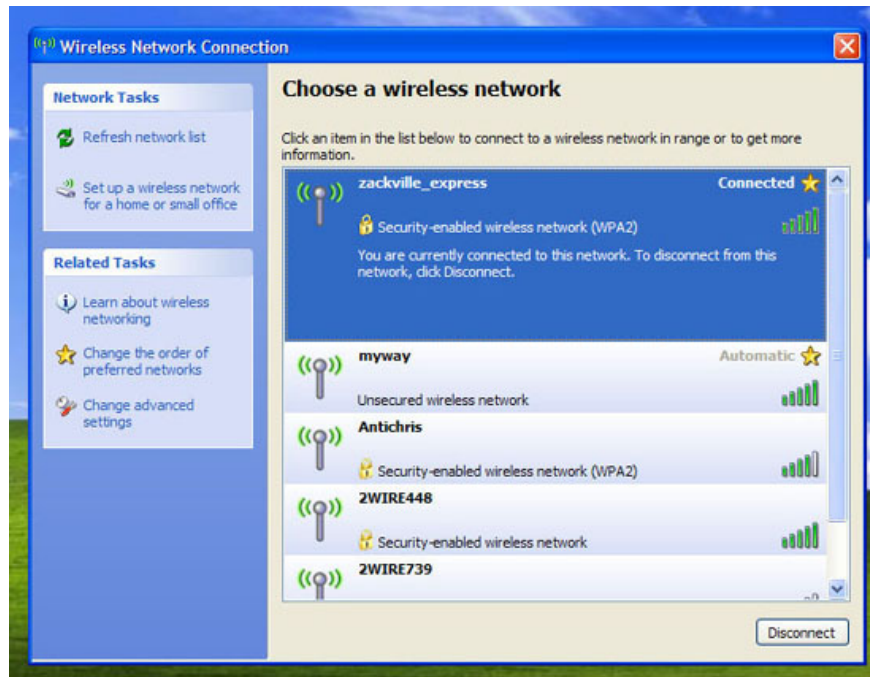 Wireless Network Connection
Network Tasks
Refresh network list
Set up a wireless network
for a home or small office
Related Tasks
Learn about wireless
networking
Change the order of
preferred networks
Change advanced
settings
Choose a wireless network
Click an item in the list below to connect to a wireless network in range or to get more
information.
zackville_express Connected
Security-enabled wireless network (WPA2)
You are currently connected to this network. To disconnect from this
network, click Disconnect.
myway Automatic
Unsecured wireless network
Antichris
Security-enabled wireless network (WPA2)
2WIRE448
Security-enabled wireless network
2WIRE739
Disconnect